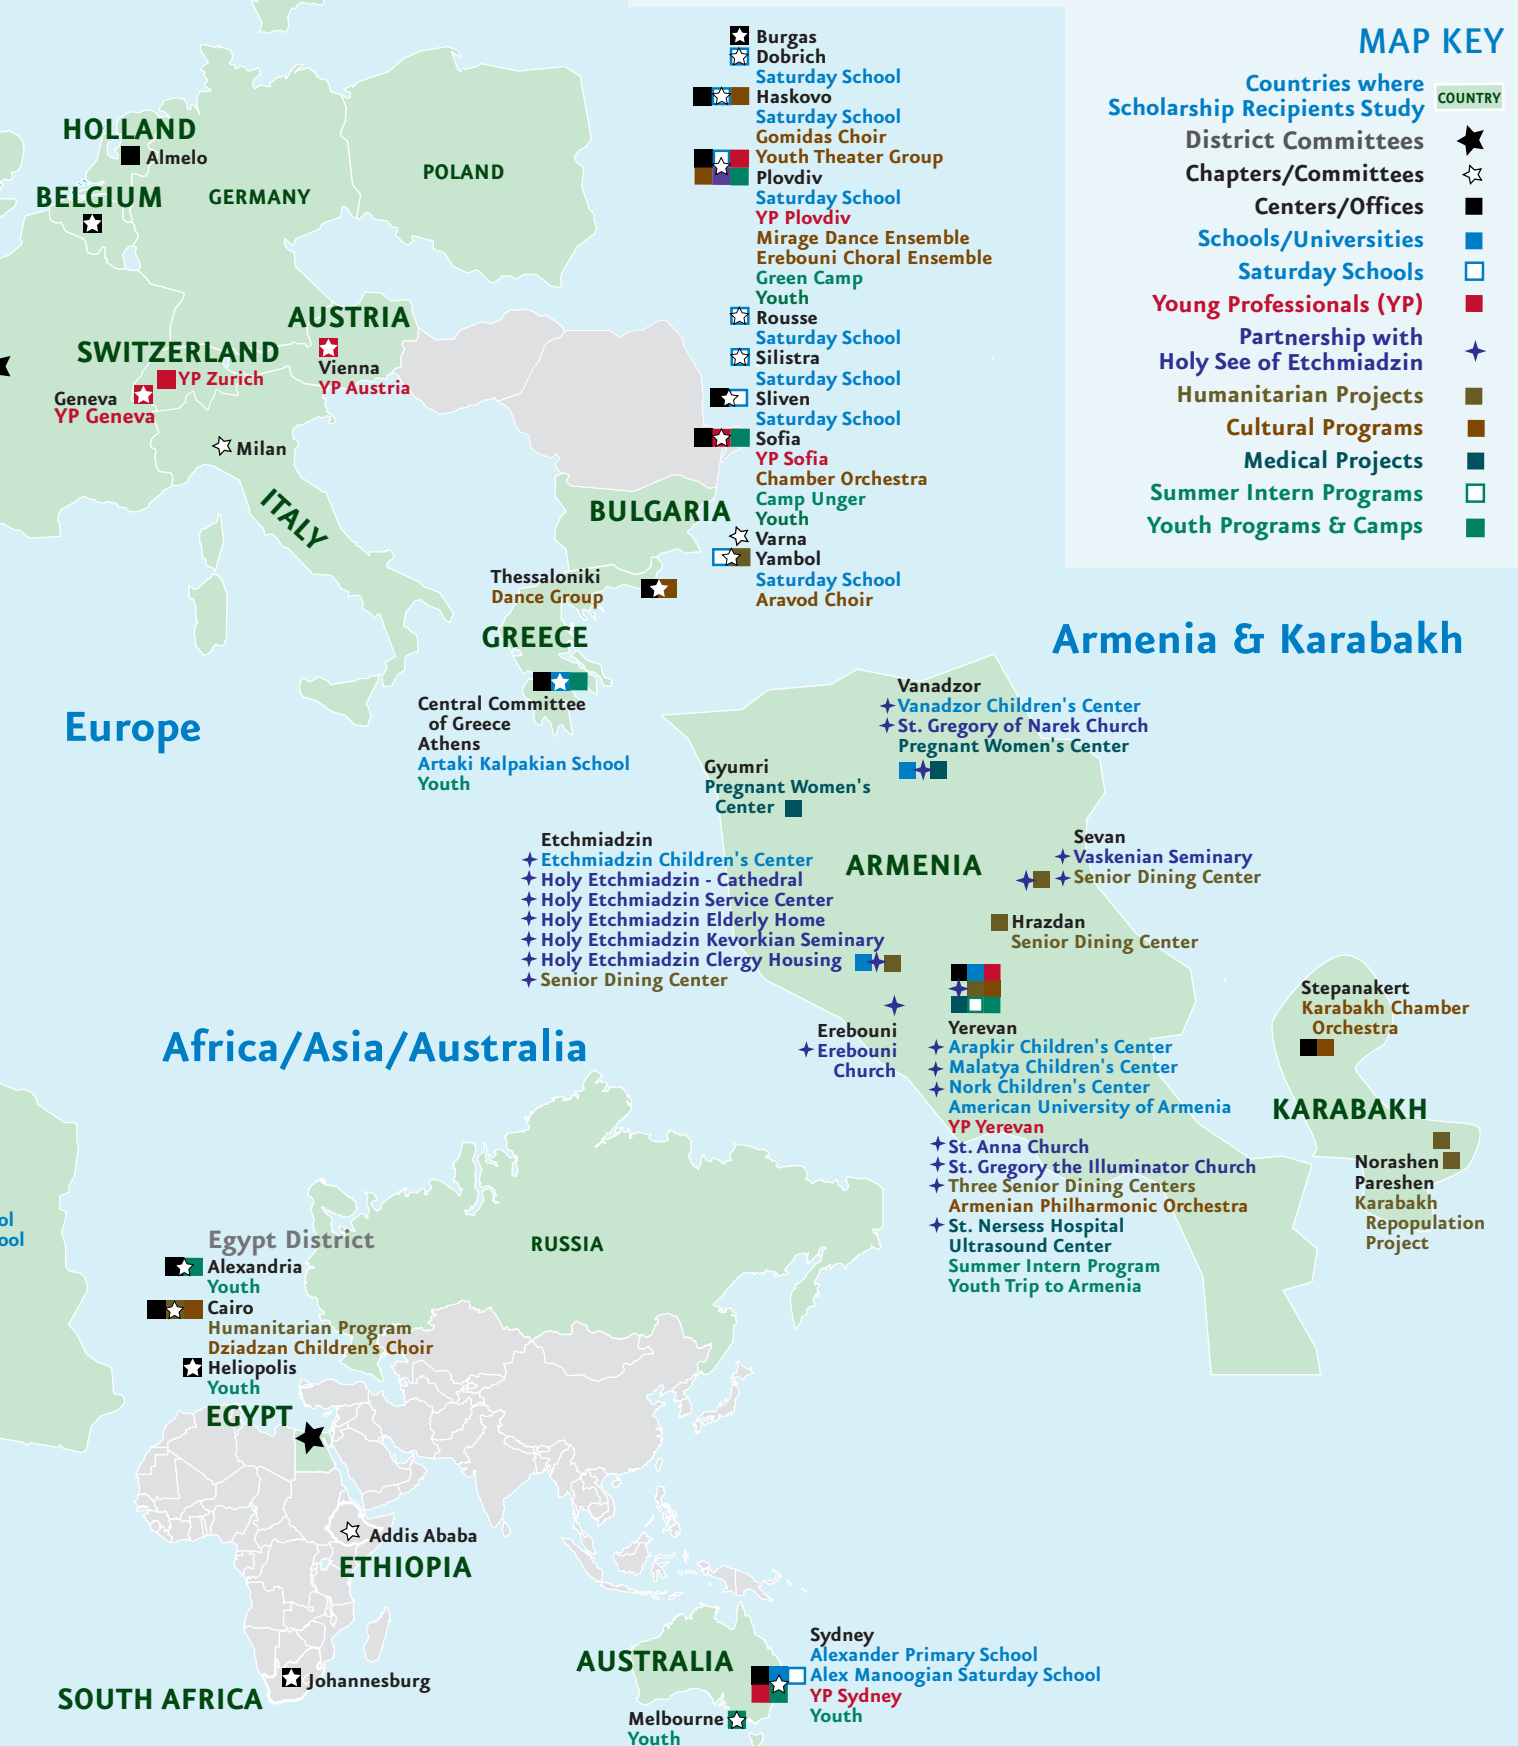 HOLLAND
Almelo
BELGIUM
GERMANY
POLAND
AUSTRIA
Vienna
YP Austria
SWITZERLAND
YP Zurich
Geneva
YP Geneva
Milan
ITALY
Burgas
Dobrich
Saturday School
Haskovo
Saturday School
Gomidas Choir
Youth Theater Group
Plovdiv
Saturday School
YP Plovdiv
Mirage Dance Ensemble
Erebouni Choral Ensemble
Green Camp
Youth
Rousse
Saturday School
Silistra
Saturday School
Sliven
Saturday School
Sofia
YP Sofia
Chamber Orchestra
Camp Unger
Youth
Varna
Yambol
Saturday School
Aravod Choir
BULGARIA
Thessaloniki
Dance Group
GREECE
Central Committee
of Greece
Athens
Artaki Kalpakian School
Youth
Europe
MAP KEY
Countries where
Scholarship Recipients Study
COUNTRY
District Committees
Chapters/Committees
Centers/Offices
Schools/Universities
Saturday Schools
Young Professionals (YP)
Partnership with
Holy See of Etchmiadzin
Humanitarian Projects
Cultural Programs
Medical Projects
Summer Intern Programs
Youth Programs & Camps
Armenia & Karabakh
Vanadzor
Vanadzor Children's Center
St. Gregory of Narek Church
Pregnant Women's Center
Gyumri
Pregnant Women's
Center
Etchmiadzin
Etchmiadzin Children's Center
Holy Etchmiadzin - Cathedral
Holy Etchmiadzin Service Center
Holy Etchmiadzin Elderly Home
Holy Etchmiadzin Kevorkian Seminary
Holy Etchmiadzin Clergy Housing
Senior Dining Center
ARMENIA
Sevan
Vaskenian Seminary
Senior Dining Center
Hrazdan
Senior Dining Center
Erebouni
Erebouni
Church
Yerevan
Arapkir Children's Center
Malatya Children's Center
Nork Children's Center
American University of Armenia
YP Yerevan
St. Anna Church
St. Gregory the Illuminator Church
Three Senior Dining Centers
Armenian Philharmonic Orchestra
St. Nersess Hospital
Ultrasound Center
Summer Intern Program
Youth Trip to Armenia
Stepanakert
Karabakh Chamber
Orchestra
KARABAKH
Norashen
Pareshen
Karabakh
Repopulation
Project
Africa/Asia/Australia
ol
ool
RUSSIA
Egypt District
Alexandria
Youth
Cairo
Humanitarian Program
Dziadzan Children's Choir
Heliopolis
Youth
EGYPT
Addis Ababa
ETHIOPIA
Johannesburg
SOUTH AFRICA
AUSTRALIA
Sydney
Alexander Primary School
Alex Manoogian Saturday School
YP Sydney
Youth
Melbourne
Youth